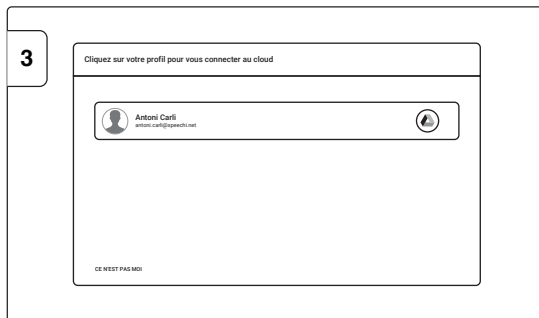 3
Cliquez sur votre profil pour vous connecter au cloud
Antoni Carli
antoni.carli@speechi.net
CE N'EST PAS MOI